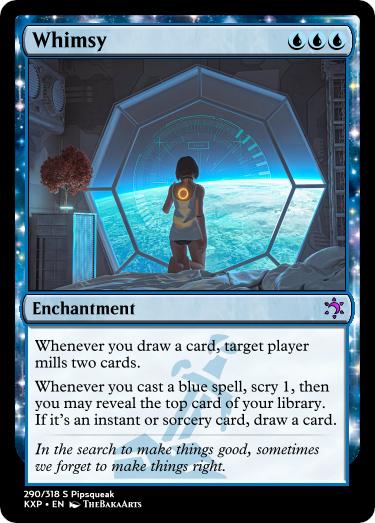 Whimsy
Enchantment
Whenever you draw a card, target player
mills two cards.
Whenever you cast a blue spell, scry 1, then
you may reveal the top card of your library.
If it's an instant or sorcery card, draw a card.
In the search to make things good, sometimes
we forget to make things right.
290/318 S Pipsqueak
KXP • EN TheBakaArts